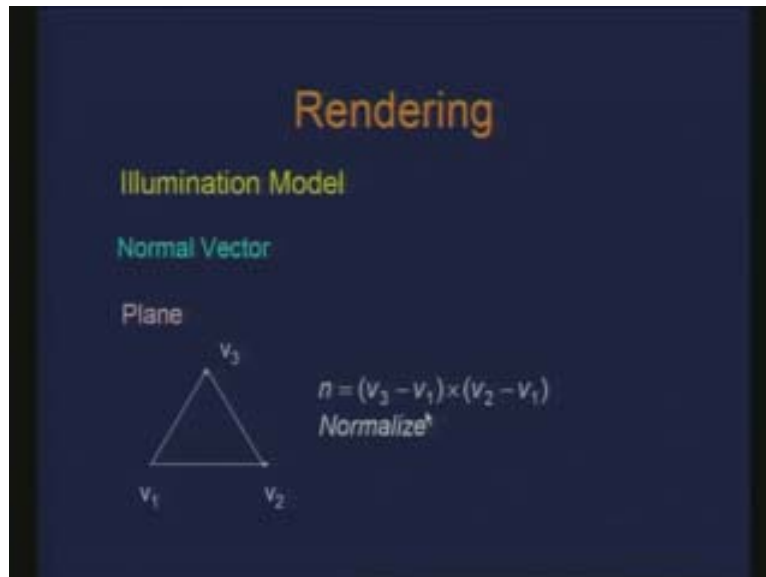 Rendering
Illumination Model
Normal Vector
Plane
v₃
n = (v₃ − v₁) × (v₂ − v₁)
Normalize
v₁ v₂